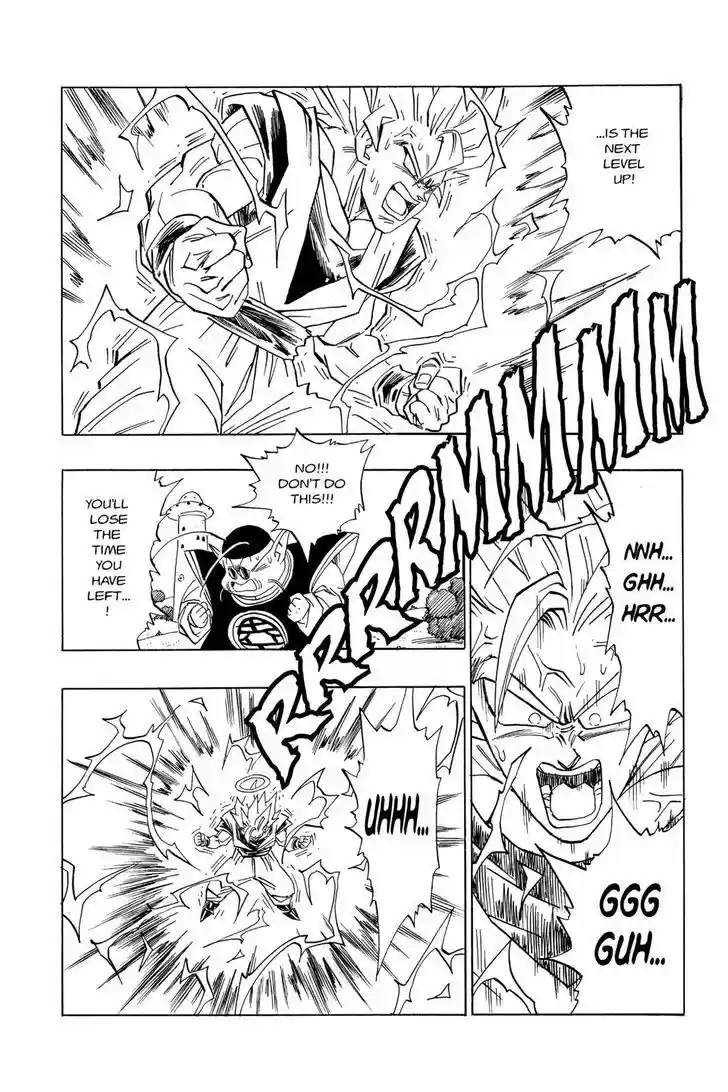 ...IS THE
NEXT
LEVEL
UP!
RRRRRMMMMM
NO!!!
DON'T DO
THIS!!!
YOU'LL
LOSE
THE
TIME
YOU
HAVE
LEFT...
!
NNH...
GHH...
HRR...
GGG
GUH...
UHHH...